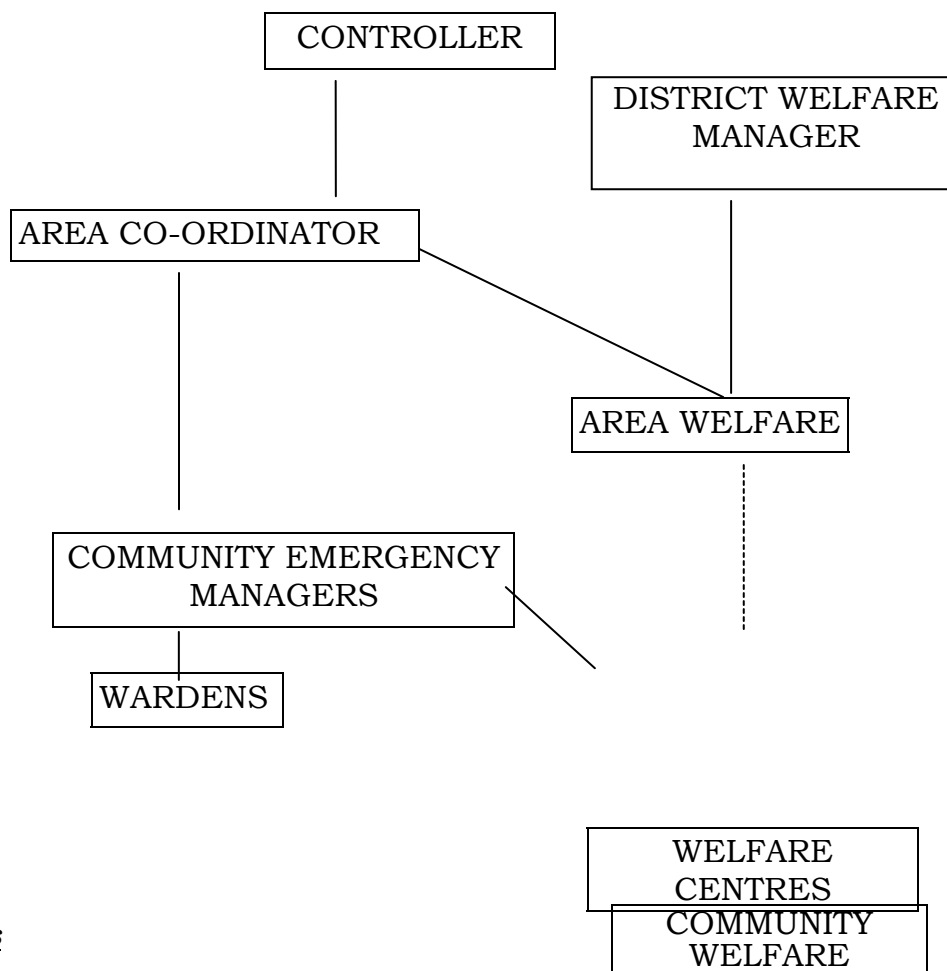 CONTROLLER
DISTRICT WELFARE
MANAGER
AREA CO-ORDINATOR
AREA WELFARE
COMMUNITY EMERGENCY
MANAGERS
WARDENS
WELFARE
CENTRES
COMMUNITY
WELFARE